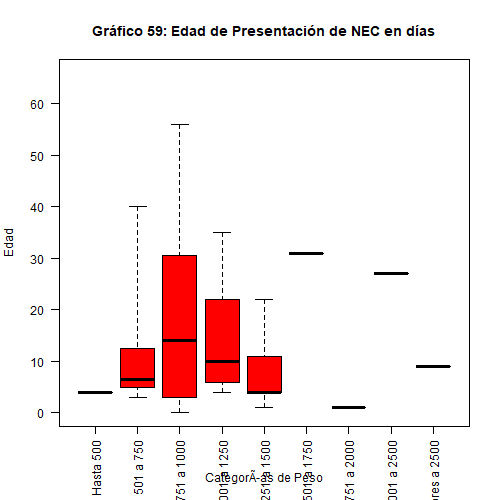 Gráfico 59: Edad de Presentación de NEC en días
Edad
60
50
40
30
20
10
0
Hasta 500
501 a 750
751 a 1000
001 a 1250
251 a 1500
501 a 1750
751 a 2000
001 a 2500
nes a 2500
CategorÃ-as de Peso